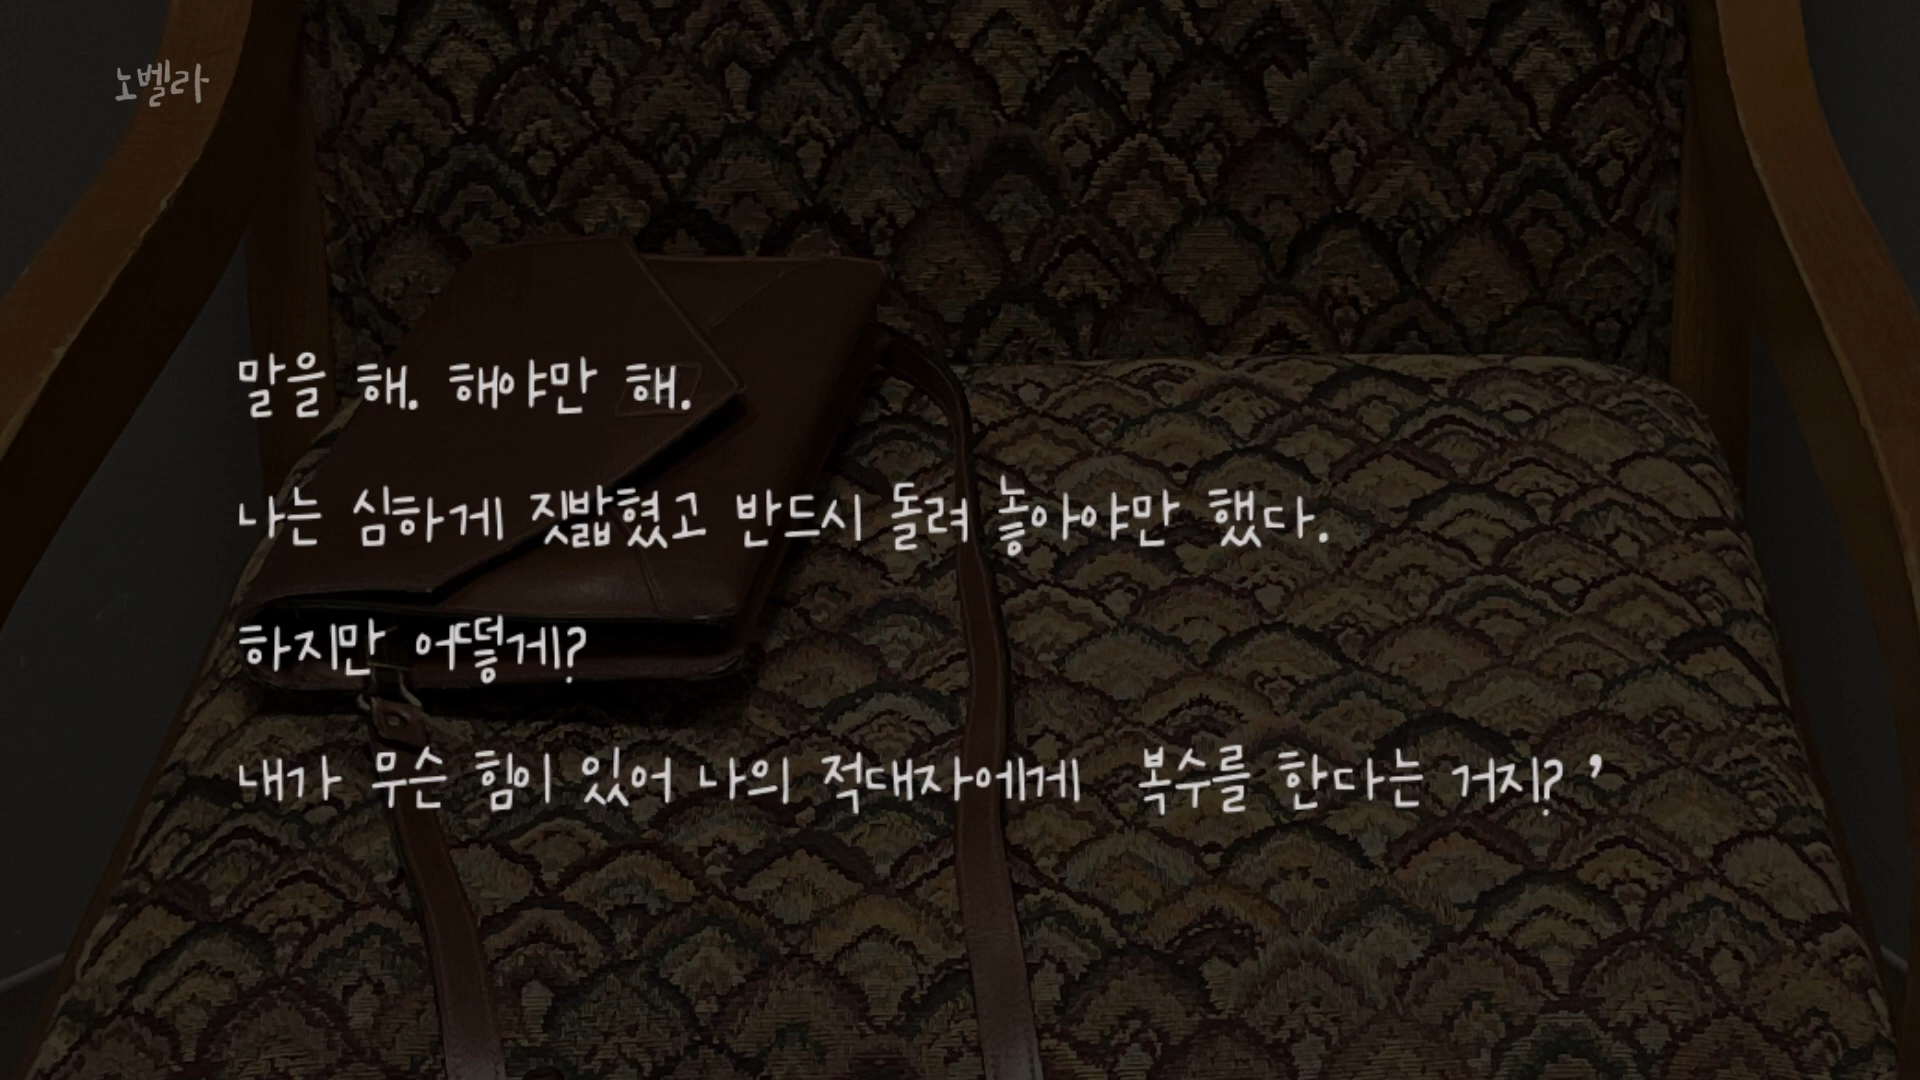 노벨라
말을 해. 해야만 해.
나는 심하게 짓밟혔고 반드시 돌려 놓아야만 했다.
하지만 어떻게?
내가 무슨 힘이 있어 나의 적대자에게 복수를 한다는 거지? ’